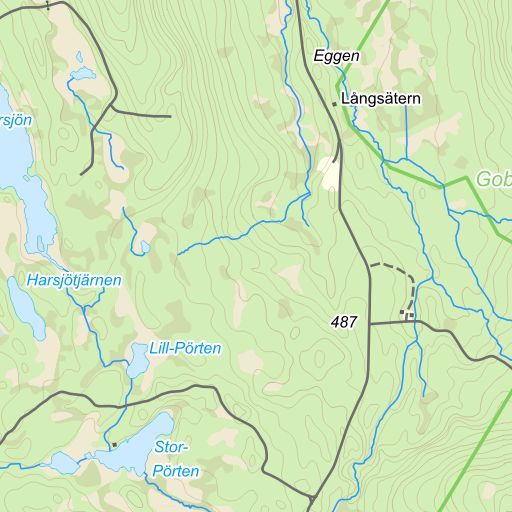 Eggen
Långsätern
rsjön
Gob
Harsjötjärnen
487
Lill-Pörten
Stor-
Pörten